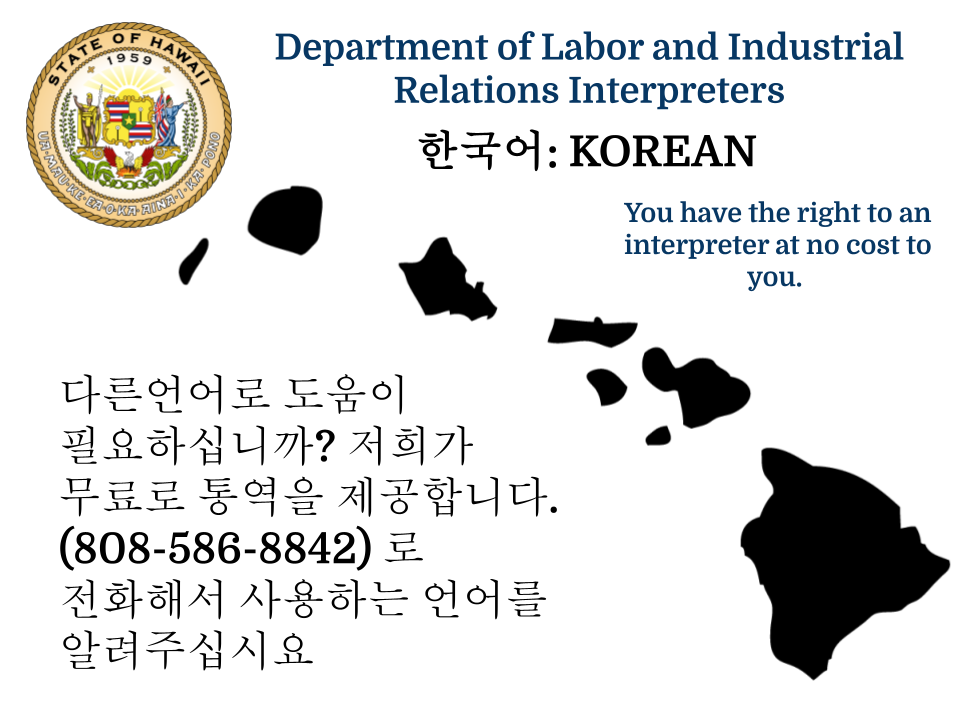 STATE OF HAWAII
1959
UA·MAU·KE·EA·O·KA·AINA·I·KA·PONO
Department of Labor and Industrial
Relations Interpreters
한국어: KOREAN
You have the right to an
interpreter at no cost to
you.
다른언어로 도움이
필요하십니까? 저희가
무료로 통역을 제공합니다.
(808-586-8842) 로
전화해서 사용하는 언어를
알려주십시요